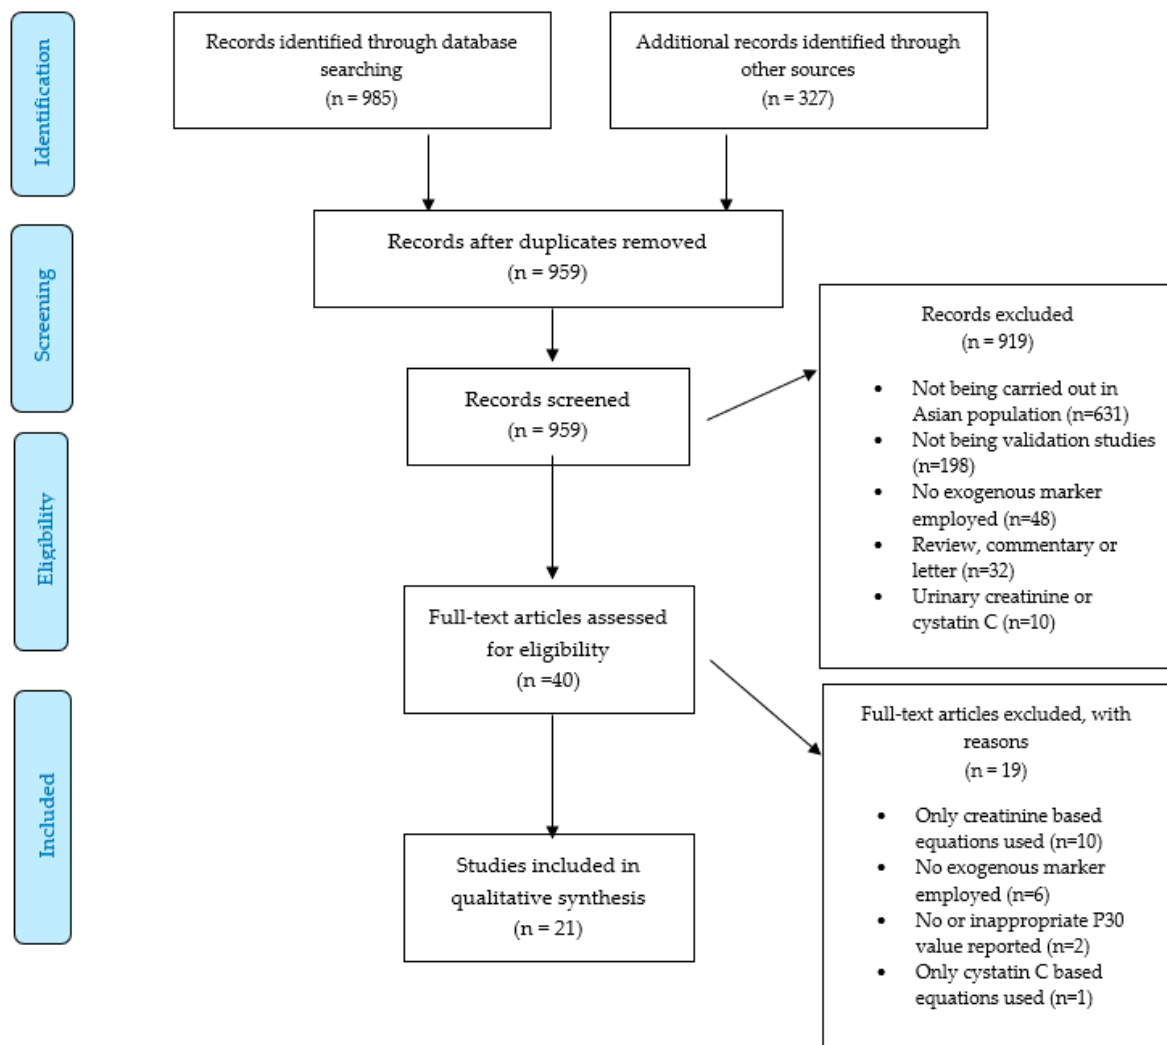 Identification
Records identified through database
searching
(n = 985)
Additional records identified through
other sources
(n = 327)
Screening
Records after duplicates removed
(n = 959)
Records screened
(n = 959)
Records excluded
(n = 919)
• Not being carried out in
Asian population (n=631)
• Not being validation studies
(n=198)
• No exogenous marker
employed (n=48)
• Review, commentary or
letter (n=32)
• Urinary creatinine or
cystatin C (n=10)
Eligibility
Full-text articles assessed
for eligibility
(n =40)
Full-text articles excluded, with
reasons
(n = 19)
• Only creatinine based
equations used (n=10)
• No exogenous marker
employed (n=6)
• No or inappropriate P30
value reported (n=2)
• Only cystatin C based
equations used (n=1)
Included
Studies included in
qualitative synthesis
(n = 21)